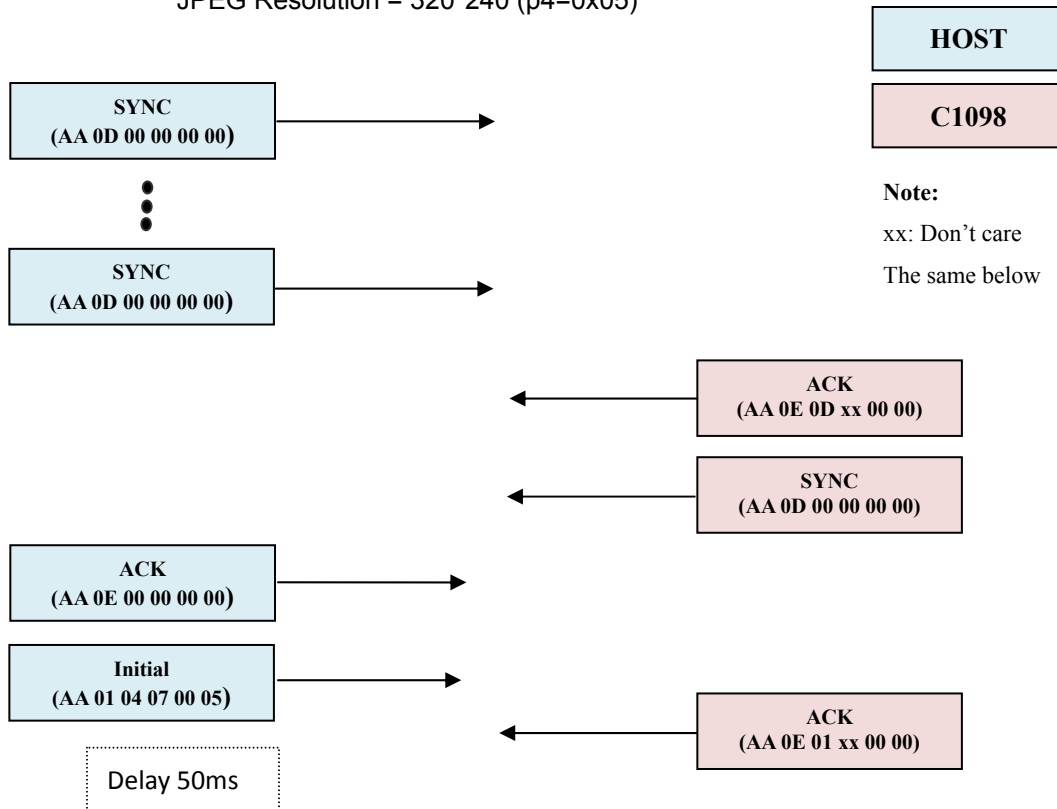 JPEG Resolution = 320*240 (p4=0x05)
HOST
C1098
Note:
xx: Don’t care
The same below
SYNC
(AA 0D 00 00 00 00)
SYNC
(AA 0D 00 00 00 00)
ACK
(AA 0E 0D xx 00 00)
SYNC
(AA 0D 00 00 00 00)
ACK
(AA 0E 00 00 00 00)
Initial
(AA 01 04 07 00 05)
ACK
(AA 0E 01 xx 00 00)
Delay 50ms